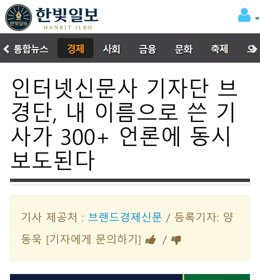 한빛일보
HANBIT ILBO
통합뉴스 경제 사회 금융 문화 축제
인터넷신문사 기자단 브
경단, 내 이름으로 쓴 기
사가 300+ 언론에 동시
보도된다
기사 제공처 : 브랜드경제신문 / 등록기자: 양
동욱 [기자에게 문의하기] /